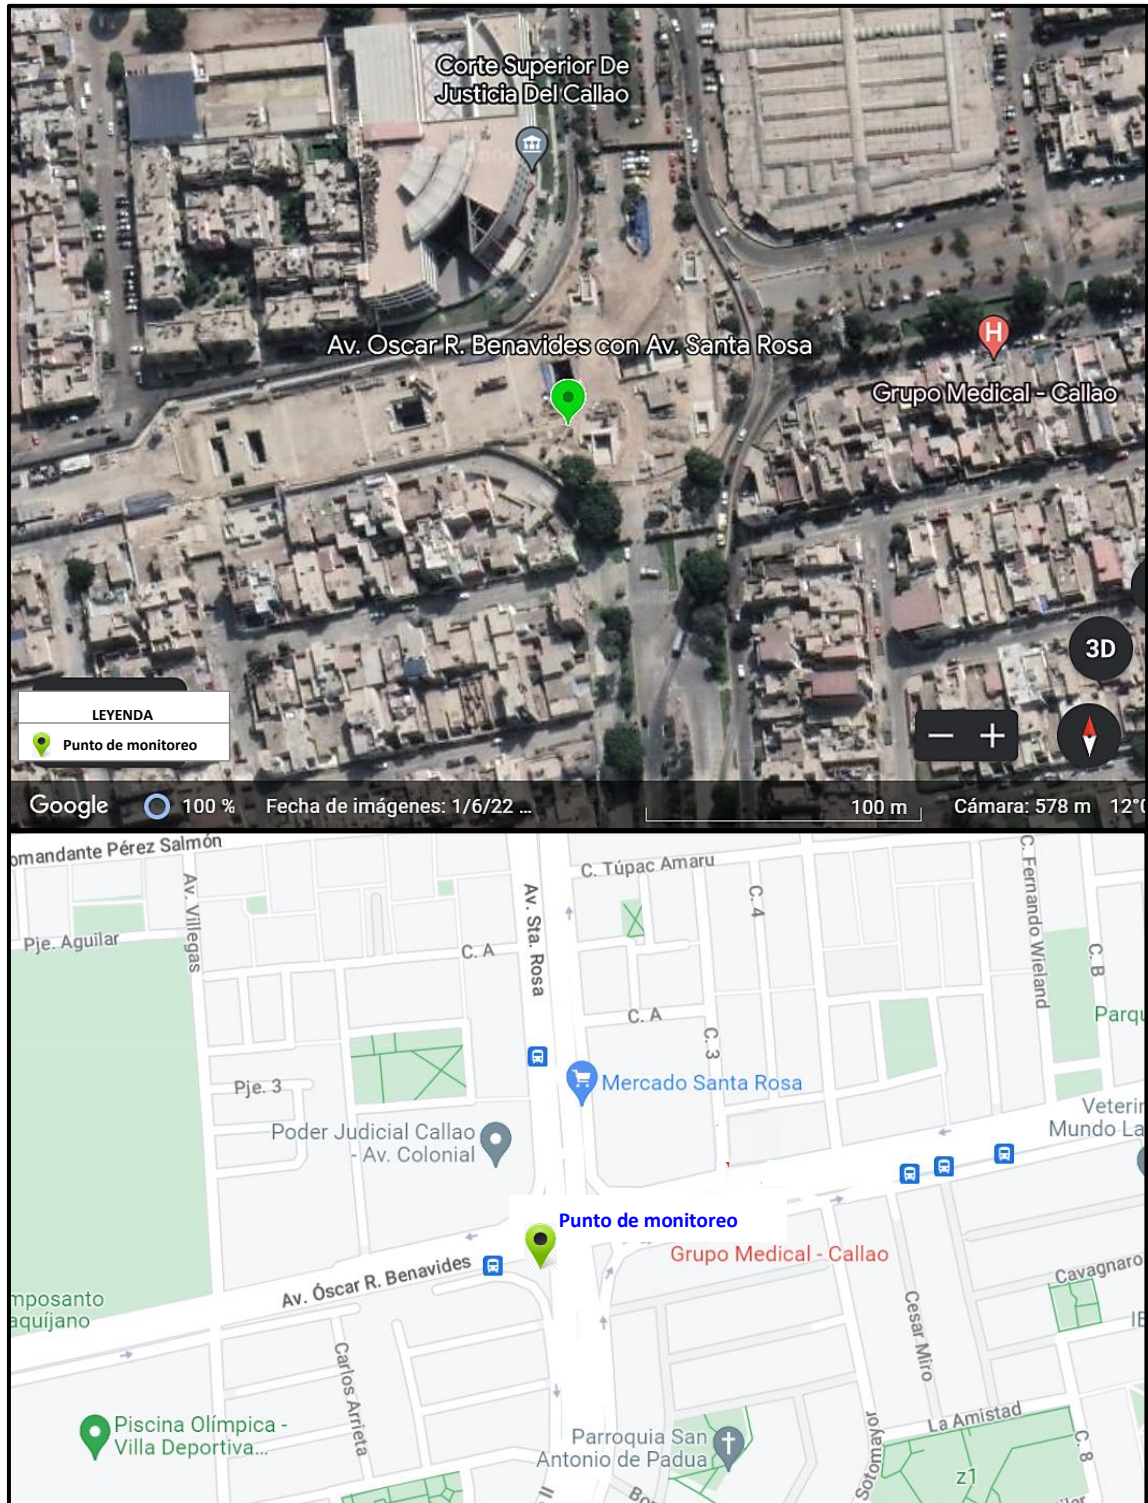 Corte Superior De
Justicia Del Callao
Av. Oscar R. Benavides con Av. Santa Rosa
H
Grupo Medical - Callao
3D
LEYENDA
Punto de monitoreo
Google
100 %
Fecha de imágenes: 1/6/22 ...
100 m
Cámara: 578 m
12°
omandante Pérez Salmón
Av. Villegas
Pje. Aguilar
C. A
Av. Sta. Rosa
C. Túpac Amaru
C. 4
C. Fernando Wieland
C. B
C. A
C. 3
Parqu
Pje. 3
Mercado Santa Rosa
Poder Judicial Callao
- Av. Colonial
Veterin
Mundo La
Punto de monitoreo
Grupo Medical - Callao
Av. Óscar R. Benavides
mposanto
aquíjano
Cavagnaro
Cesar Miro
Carlos Arrieta
Piscina Olímpica -
Villa Deportiva...
Parroquia San
Antonio de Padua
Sotomayor
La Amistad
C. 8
z1
II